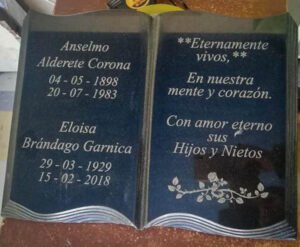 Anselmo
Alderete Corona
04 - 05 - 1898
20 - 07 - 1983
Eloisa
Brándago Garnica
29 - 03 - 1929
15 - 02 - 2018
**Eternamente
vivos,**
En nuestra
mente y corazón.
Con amor eterno
sus
Hijos y Nietos